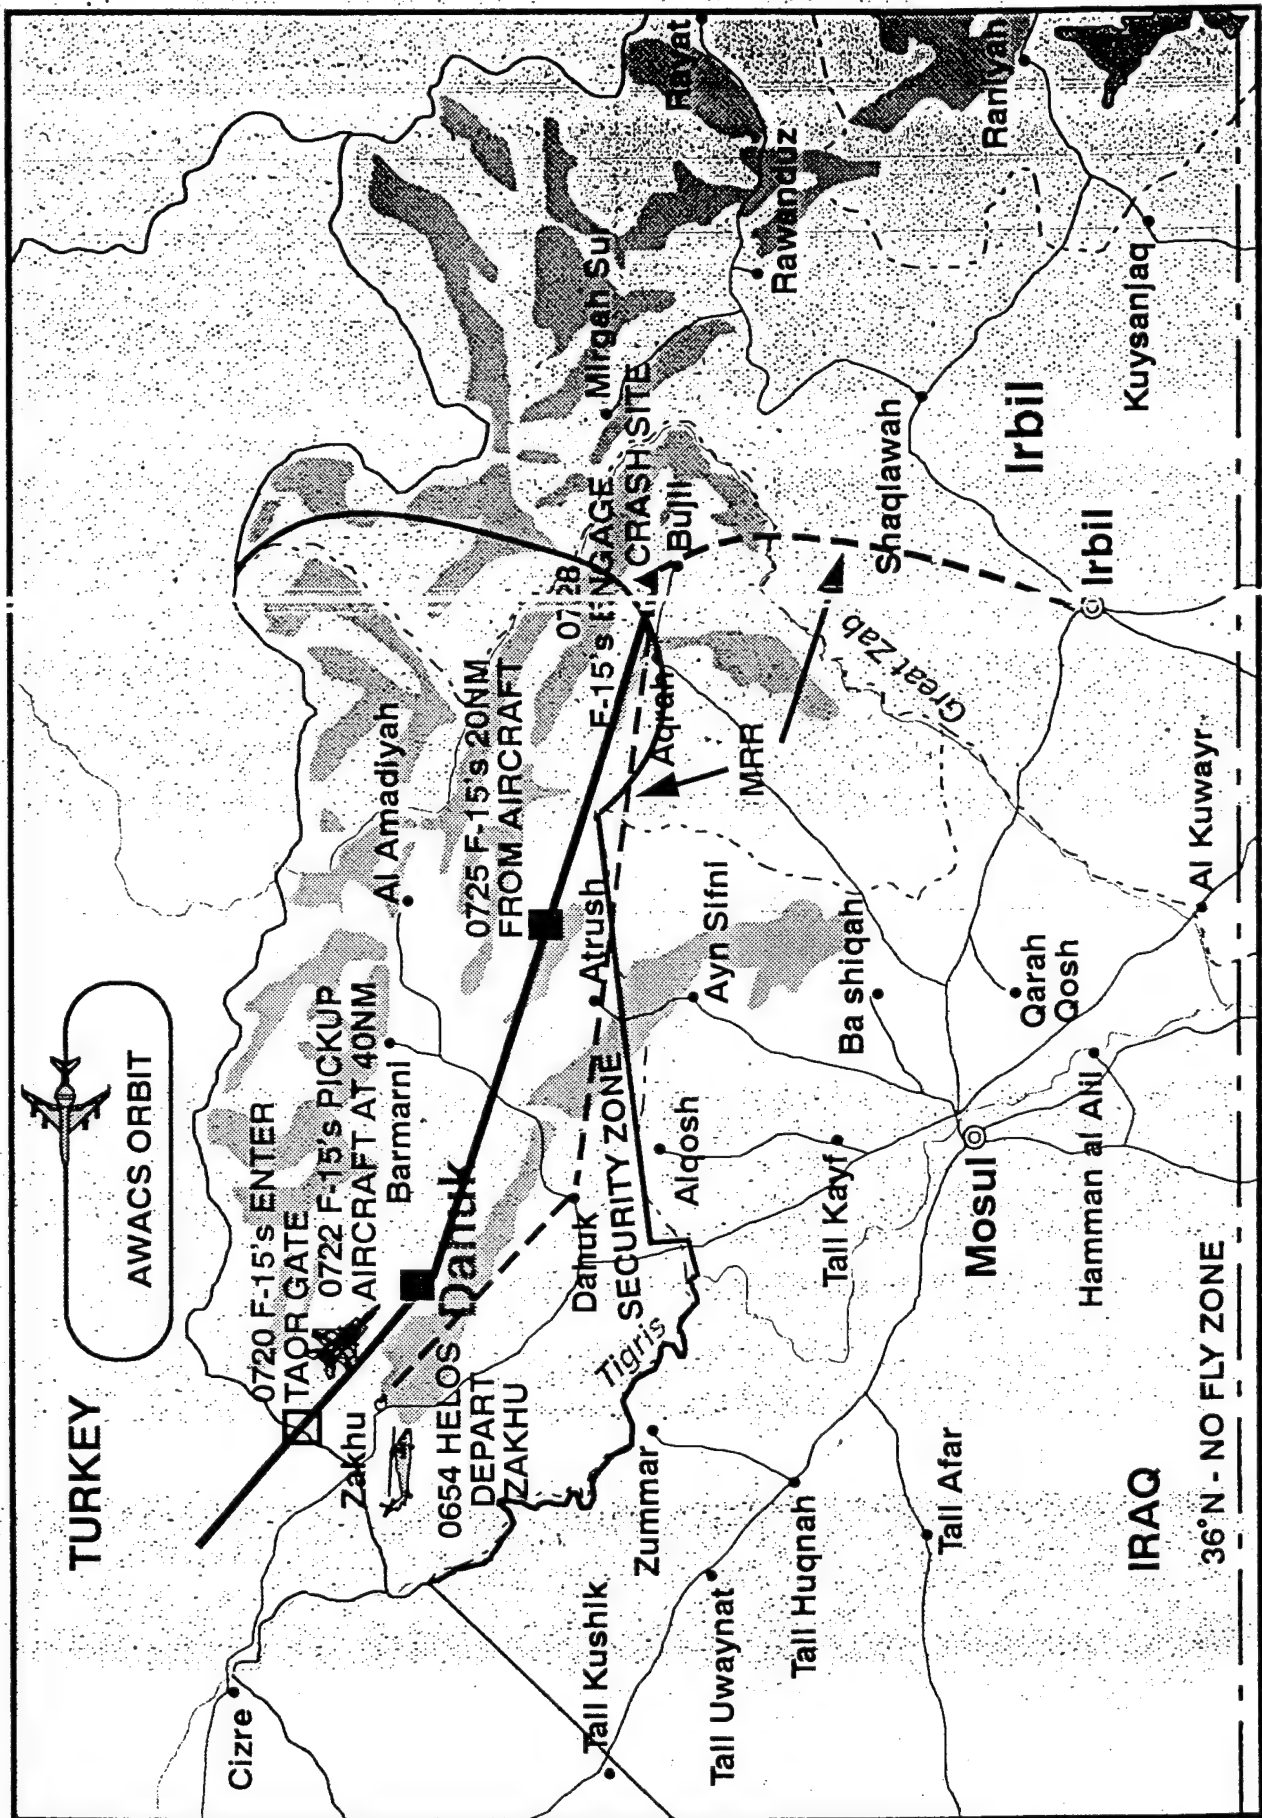 TURKEY
AWACS ORBIT
Cizre
0720 F-15's ENTER
TAOR GATE
0722 F-15's PICKUP
AIRCRAFT AT 40NM
Zakhu
0654 HELOS
DEPART
ZAKHU
Barmarni
Al Amadiyah
Dahuk
0725 F-15's 20NM
FROM AIRCRAFT
0728
F-15's ENGAGE
CRASH SITE
Mirgah Sur
Rayat
Rawanduz
Raniyah
Dahuk
SECURITY ZONE
Atrush
Aqrah
Bujil
Tigris
Alqosh
Ayn Sifni
MRR
Great Zab
Shaqlawah
Irbil
Kuysanjaq
Irbil
Tall Kushik
Zummar
Tall Uwaynat
Tall Huqnah
Tall Kayf
Ba shiqah
Mosul
Qarah
Qosh
Tall Afar
Hamman al Alil
Al Kuwayr
IRAQ
36°N - NO FLY ZONE